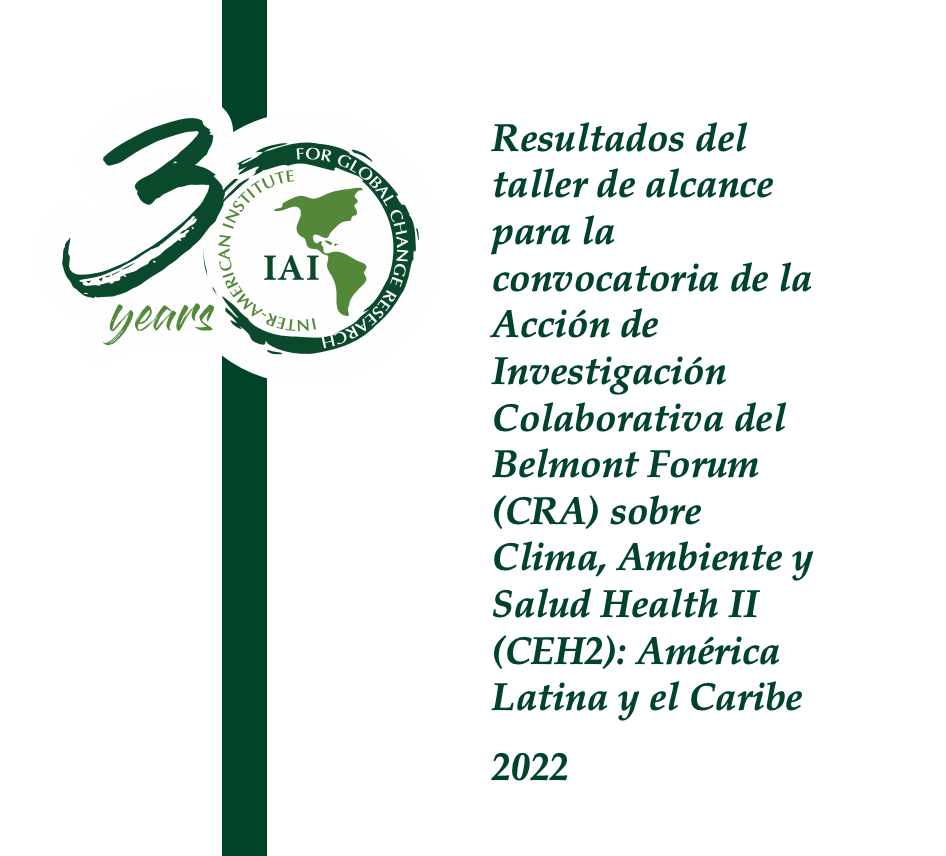 30
years
INTER-AMERICAN INSTITUTE
FOR GLOBAL CHANGE RESEARCH
IAI
Resultados del
taller de alcance
para la
convocatoria de la
Acción de
Investigación
Colaborativa del
Belmont Forum
(CRA) sobre
Clima, Ambiente y
Salud Health II
(CEH2): América
Latina y el Caribe
2022